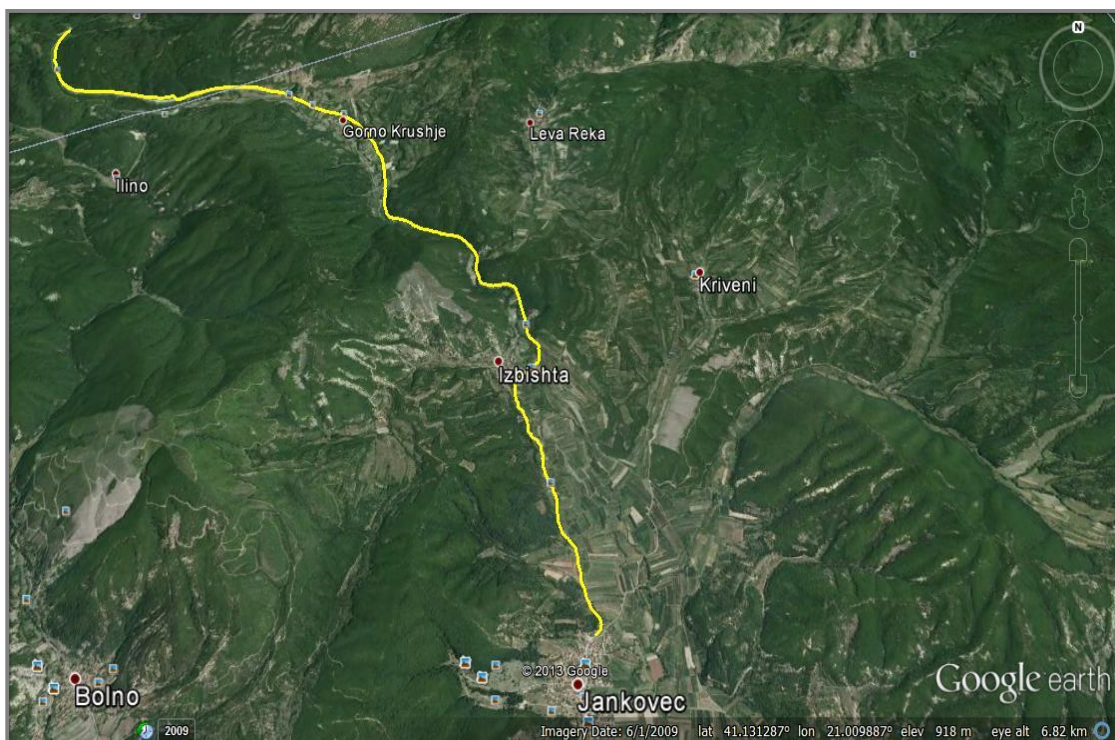 N
Gorno Krushje
Leva Reka
Ilino
Kriveni
Izbishta
© 2013 Google
Google earth
Bolno
Jankovec
2009
Imagery Date: 6/1/2009 lat 41.131287° lon 21.009887° elev 918 m eye alt 6.82 km